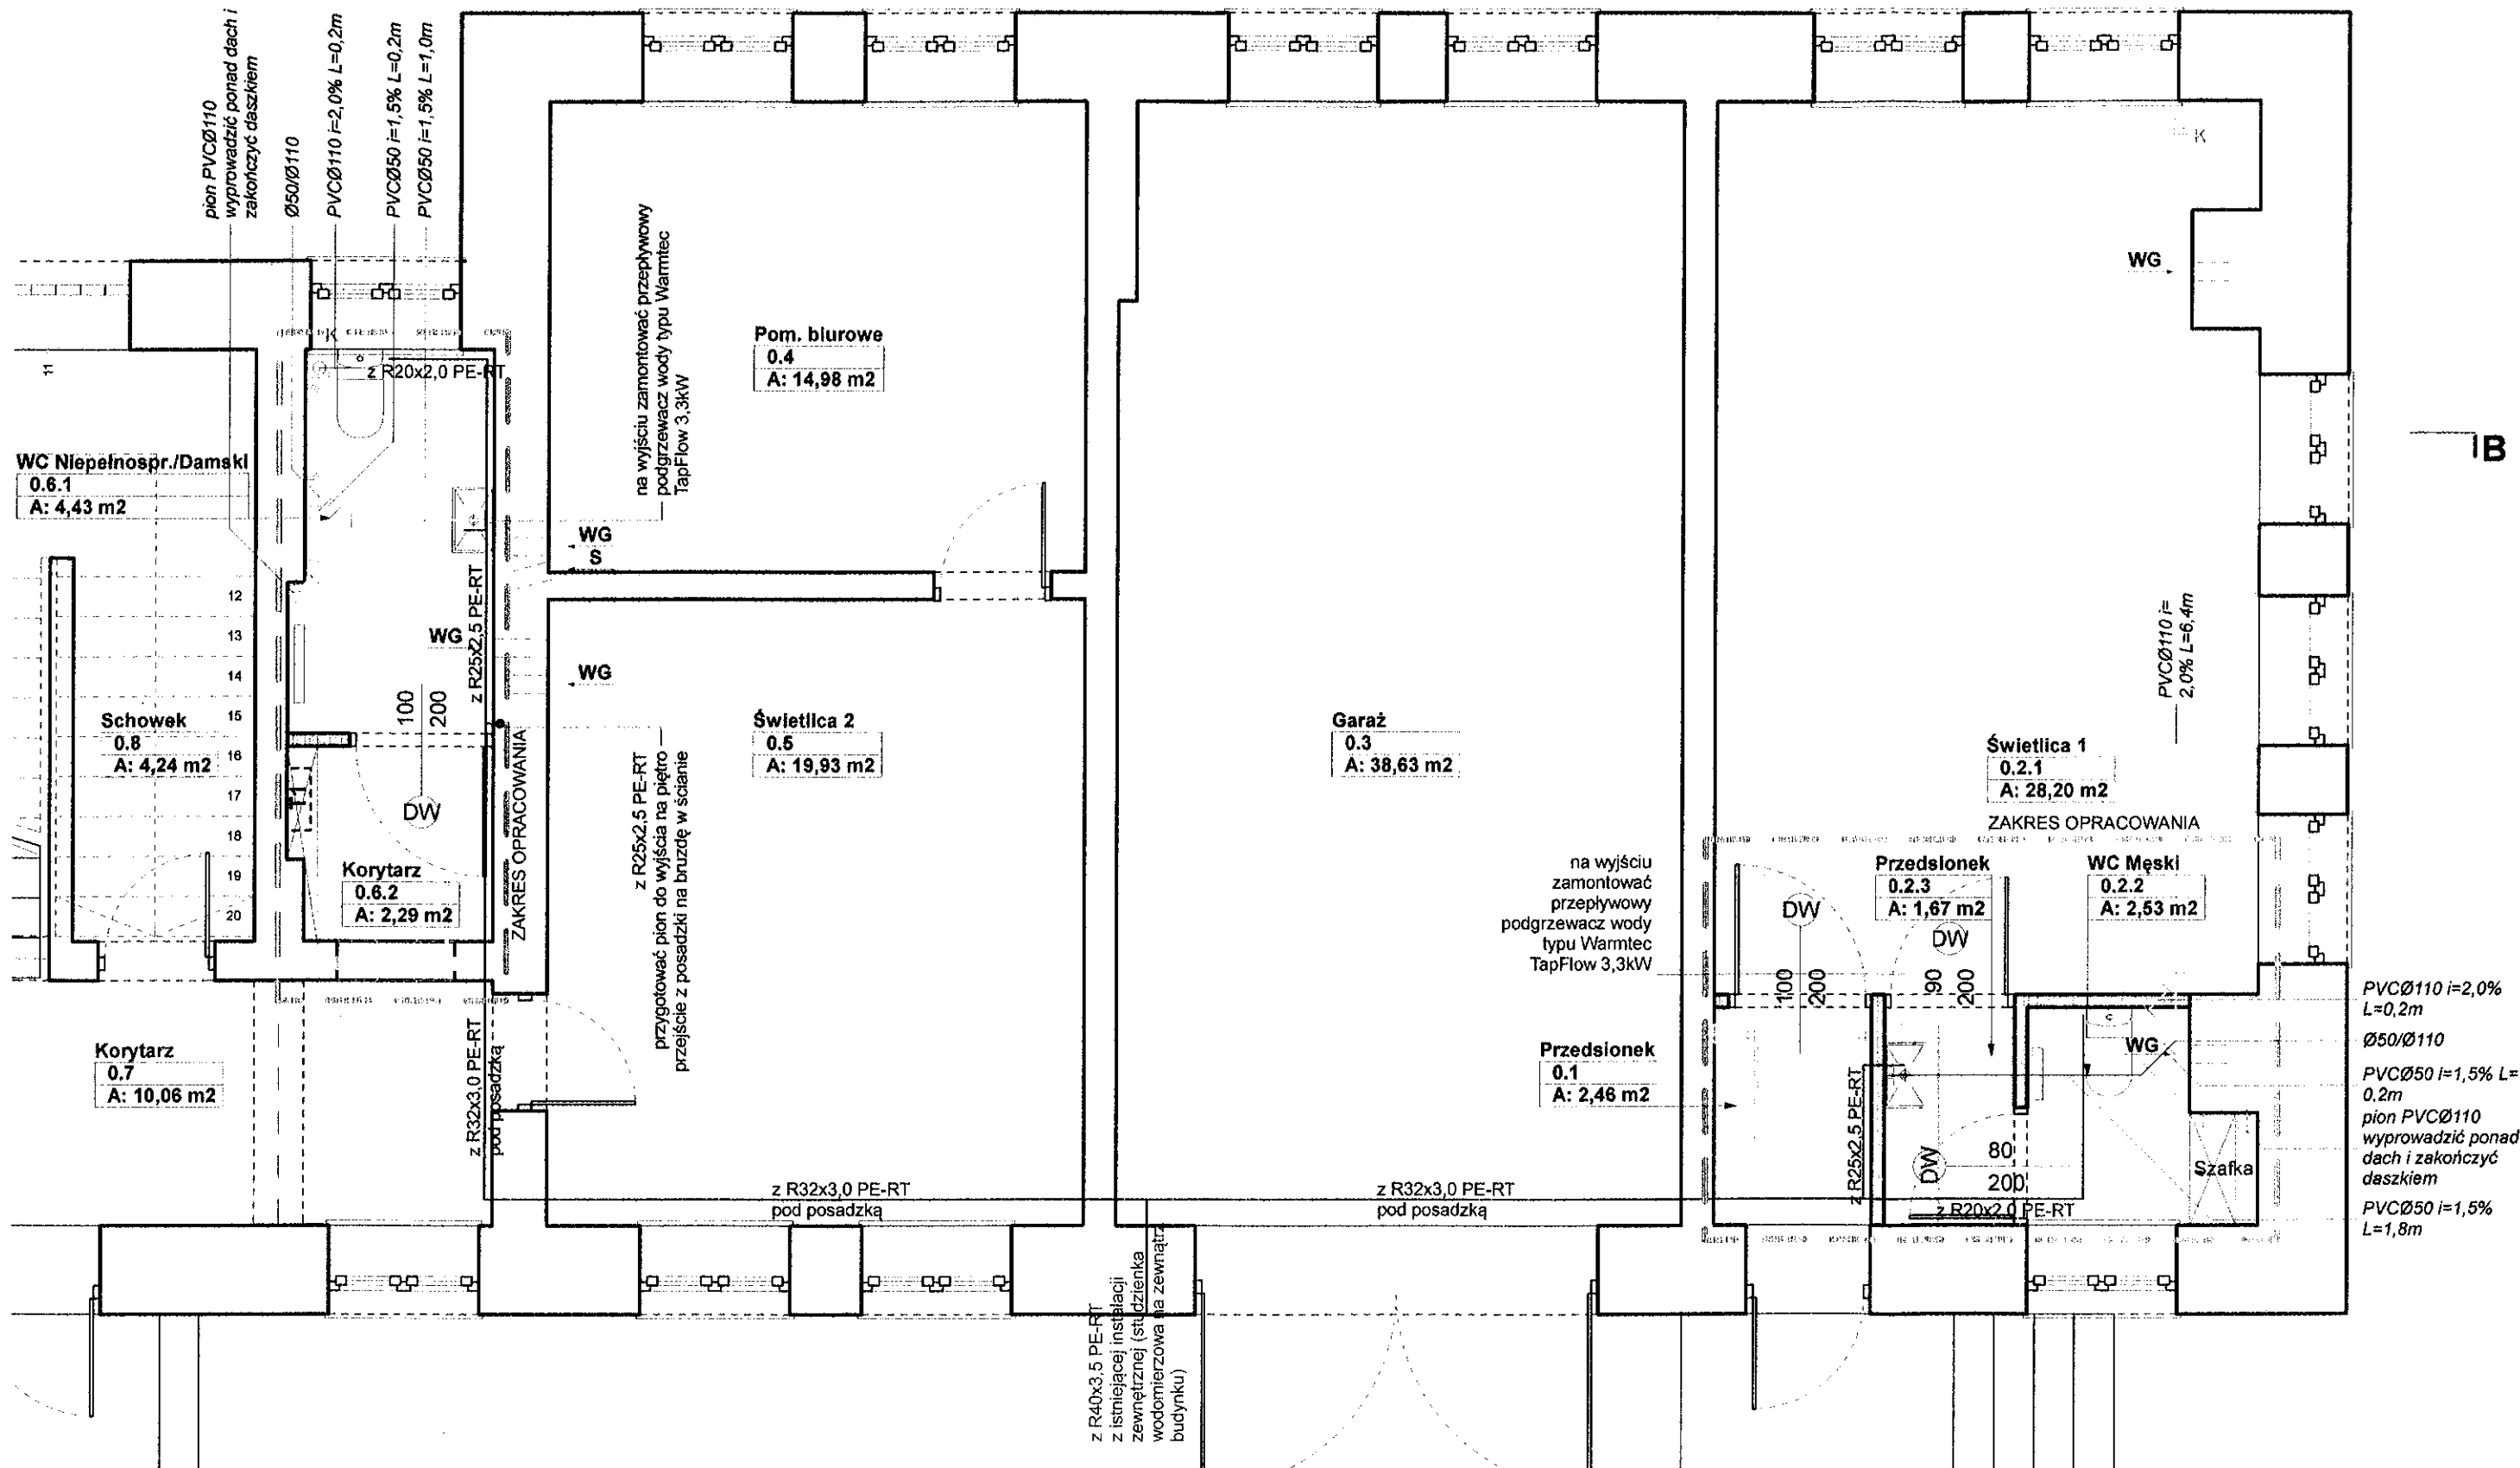 pion PVCØ110
wyprowadzić ponad dach i
zakończyć daszkiem
Ø50/Ø110
PVCØ110 i=2,0% L=0,2m
PVCØ50 i=1,5% L=0,2m
PVCØ50 i=1,5% L=1,0m
K
z R20x2,0 PE-RT
11
WC Niepełnospr./Damski
0.6.1
A: 4,43 m2
na wyjściu zamontować przepływowy
podgrzewacz wody typu Warmtec
TapFlow 3,3kW
Pom. biurowe
0.4
A: 14,98 m2
K
WG
B
WG
S
z R25x2,5 PE-RT
WG
WG
12
13
14
15
16
17
18
19
20
Schowek
0.8
A: 4,24 m2
100
200
DW
Korytarz
0.6.2
A: 2,29 m2
ZAKRES OPRACOWANIA
z R25x2,5 PE-RT
przygotować pion do wyjścia na piętro
przejście z posadzki na bruzdę w ścianie
Świetlica 2
0.5
A: 19,93 m2
Garaż
0.3
A: 38,63 m2
PVCØ110 i=
2,0% L=6,4m
Świetlica 1
0.2.1
A: 28,20 m2
ZAKRES OPRACOWANIA
na wyjściu
zamontować
przepływowy
podgrzewacz wody
typu Warmtec
TapFlow 3,3kW
DW
100
200
Przedsionek
0.2.3
A: 1,67 m2
DW
90
200
WC Męski
0.2.2
A: 2,53 m2
PVCØ110 i=2,0%
L=0,2m
Ø50/Ø110
PVCØ50 i=1,5% L=
0,2m
pion PVCØ110
wyprowadzić ponad
dach i zakończyć
daszkiem
PVCØ50 i=1,5%
L=1,8m
Korytarz
0.7
A: 10,06 m2
z R32x3,0 PE-RT
pod posadzką
Przedsionek
0.1
A: 2,46 m2
z R25x2,5 PE-RT
WG
DW
80
200
Szafka
z R20x2,0 PE-RT
z R32x3,0 PE-RT
pod posadzką
z R32x3,0 PE-RT
pod posadzką
z R40x3,5 PE-RT
z istniejącej instalacji
zewnętrznej (studzienka
wodomierzowa na zewnątrz
budynku)